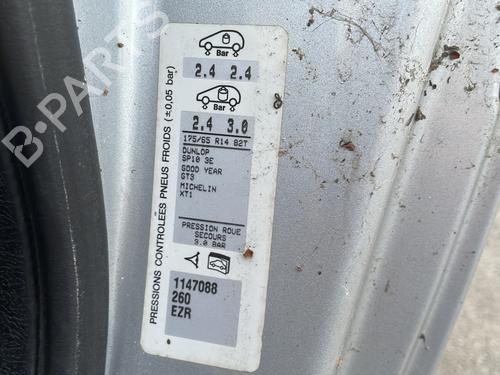 PRESSIONS CONTROLEES PNEUS FROIDS (±0,05 bar)
Bar
2.4 2.4
Bar
2.4 3.0
175/65 R14 82T
DUNLOP
SP10 3E
GOOD YEAR
GT3
MICHELIN
XT1
PRESSION ROUE
SECOURS
3.0 BAR
1147088
260
EZR
B-PARTS